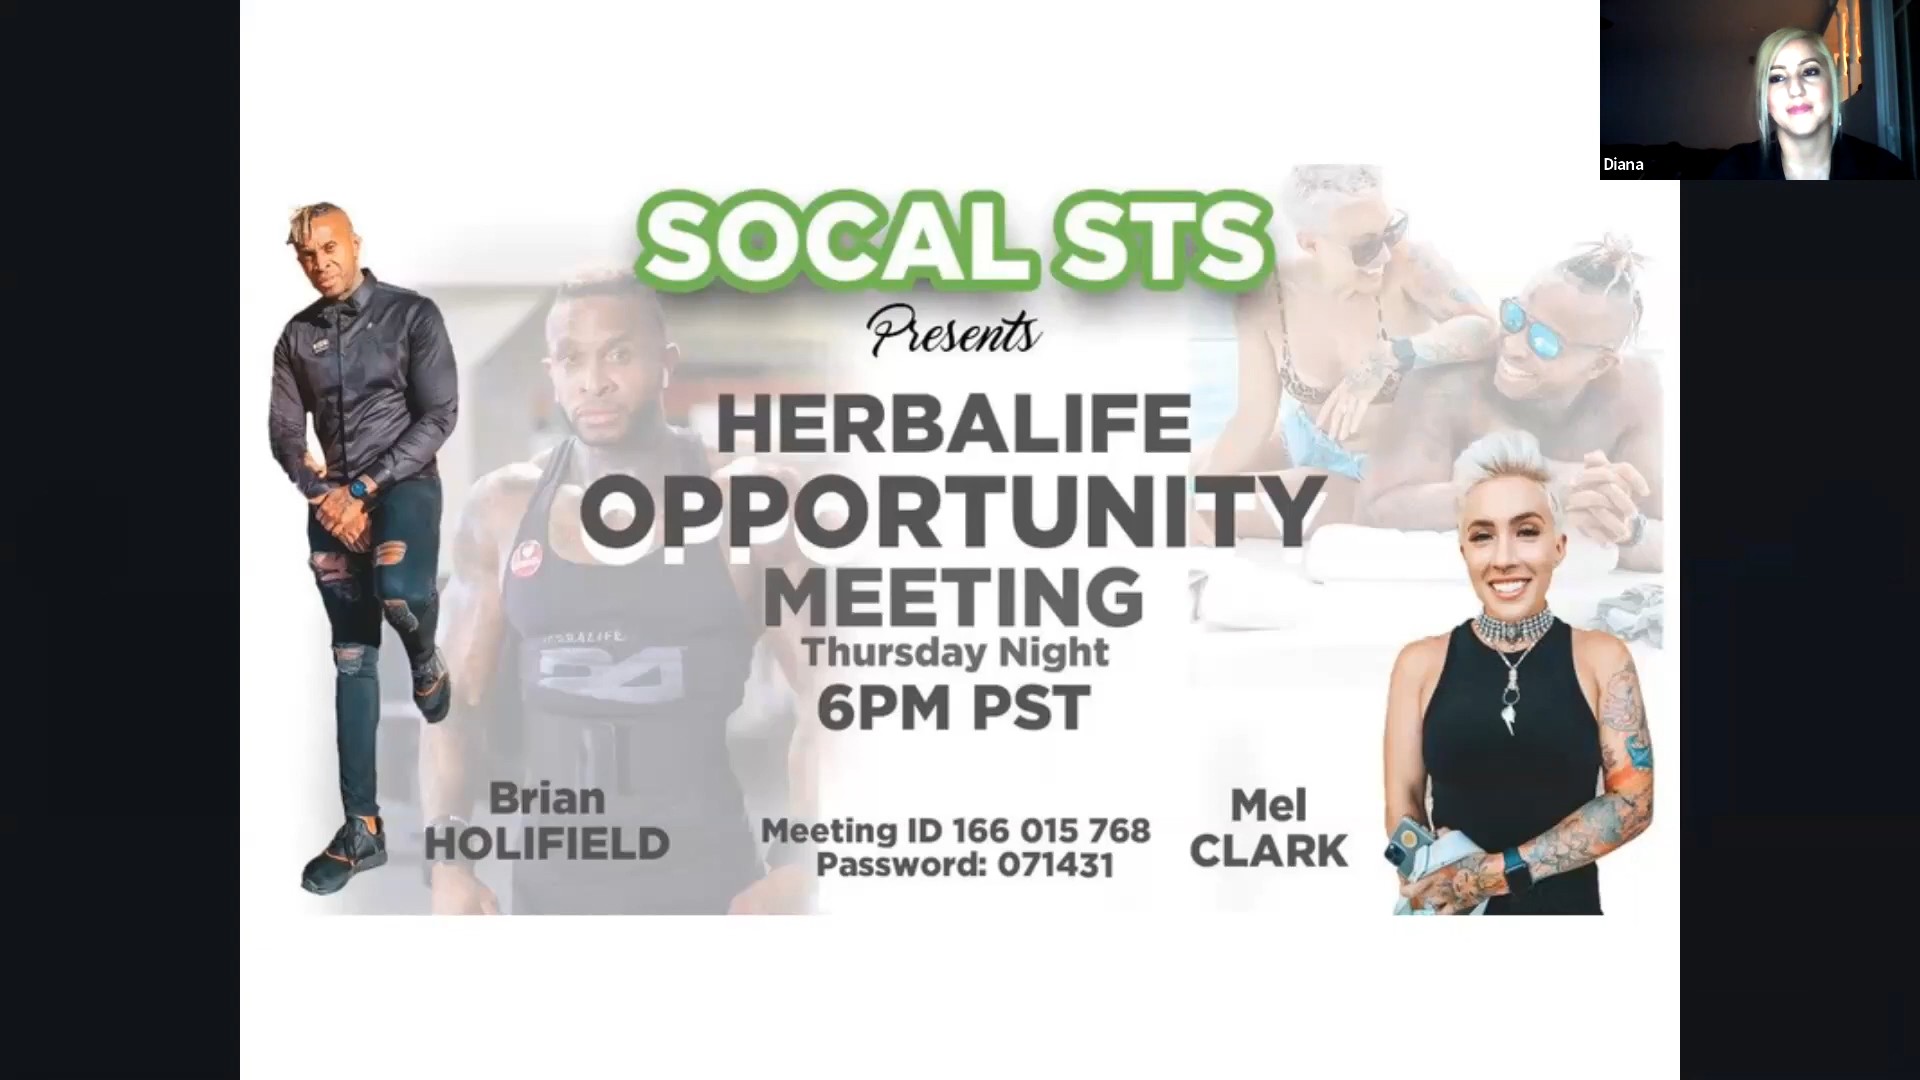 Diana
SOCAL STS
Presents
HERBALIFE
OPPORTUNITY
MEETING
Thursday Night
6PM PST
Brian
HOLIFIELD
Meeting ID 166 015 768
Password: 071431
Mel
CLARK